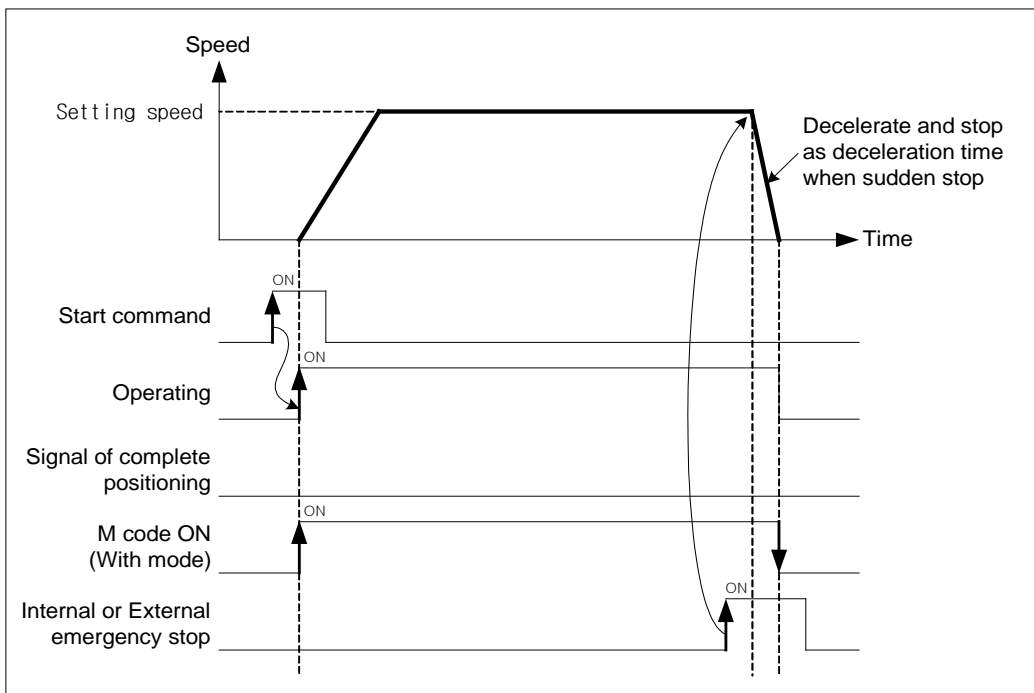 Speed
Setting speed
Decelerate and stop
as deceleration time
when sudden stop
Time
ON
Start command
ON
Operating
Signal of complete
positioning
ON
M code ON
(With mode)
ON
Internal or External
emergency stop